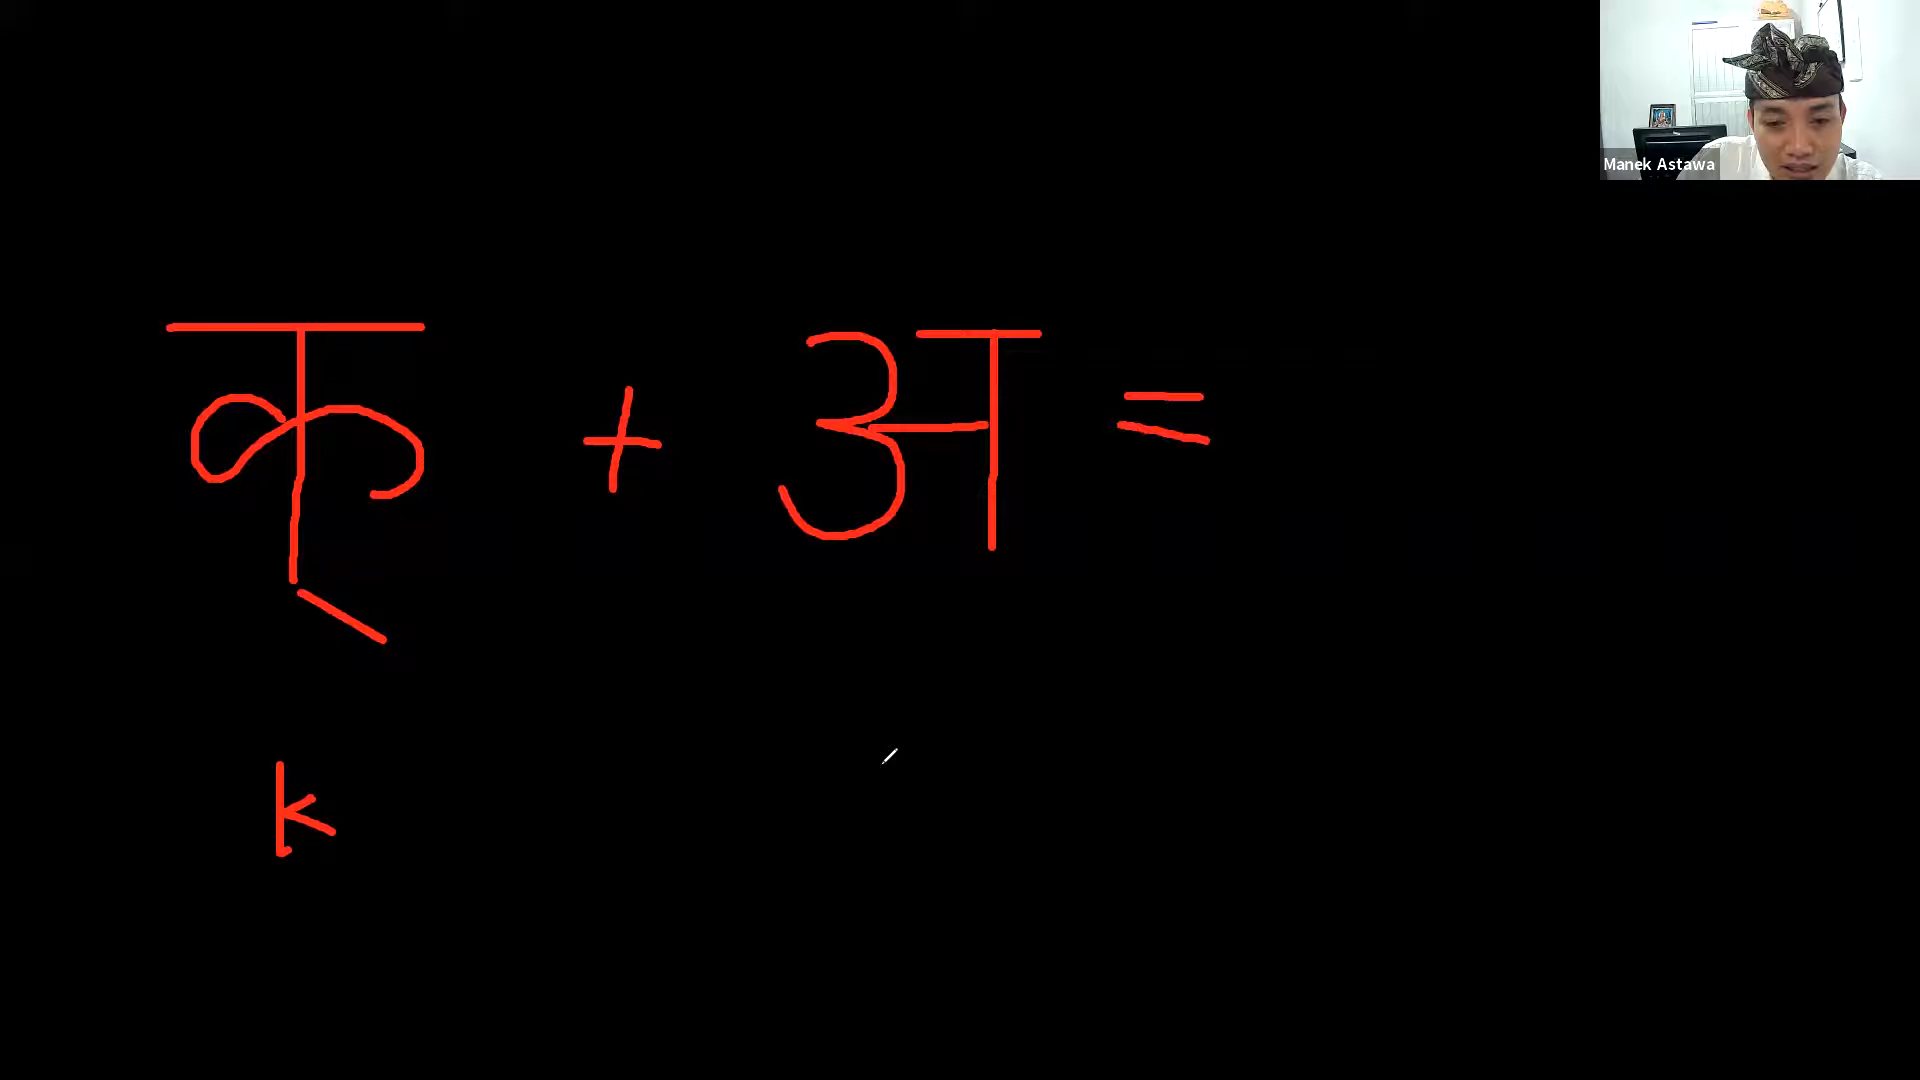 Manek Astawa
क् + अ =
k